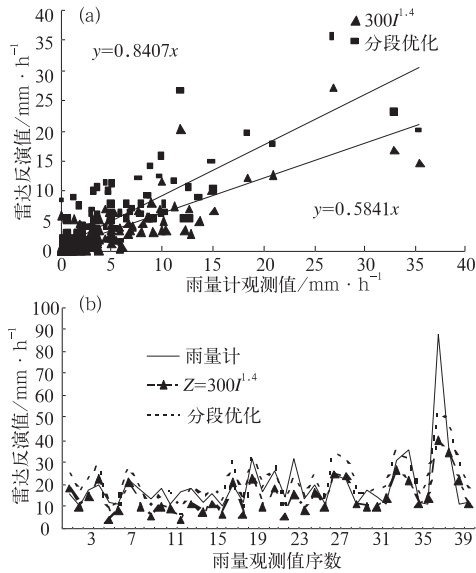 (a)
40
35
30
25
20
15
10
5
0
雷达反演值/mm·h⁻¹
y=0.8407x
▲ 300I¹·⁴
■ 分段优化
y=0.5841x
0 5 10 15 20 25 30 35 40
雨量计观测值/mm·h⁻¹
(b)
100
90
80
70
60
50
40
30
20
10
0
雷达反演值/mm·h⁻¹
雨量计
Z=300I¹·⁴
分段优化
3 7 11 15 19 23 27 31 35 39
雨量观测值序数